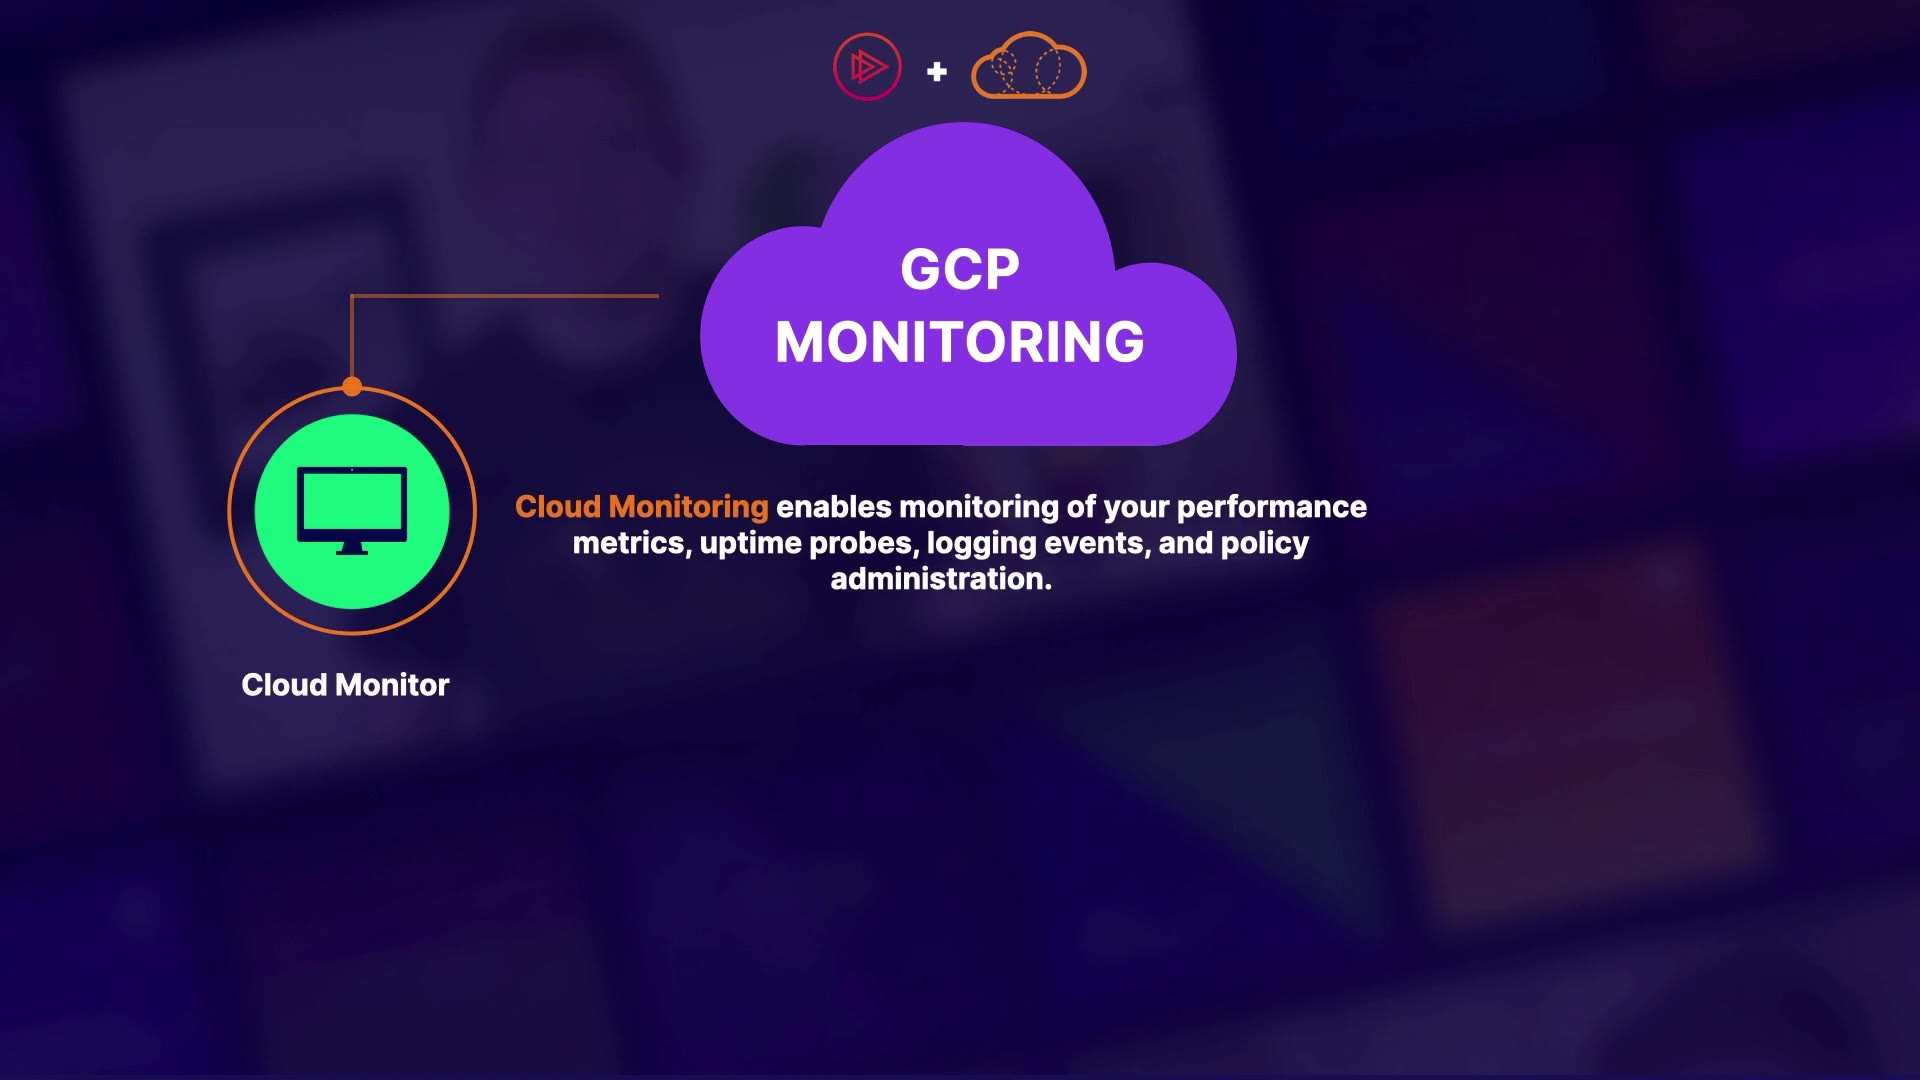 GCP
MONITORING
Cloud Monitoring enables monitoring of your performance
metrics, uptime probes, logging events, and policy
administration.
Cloud Monitor